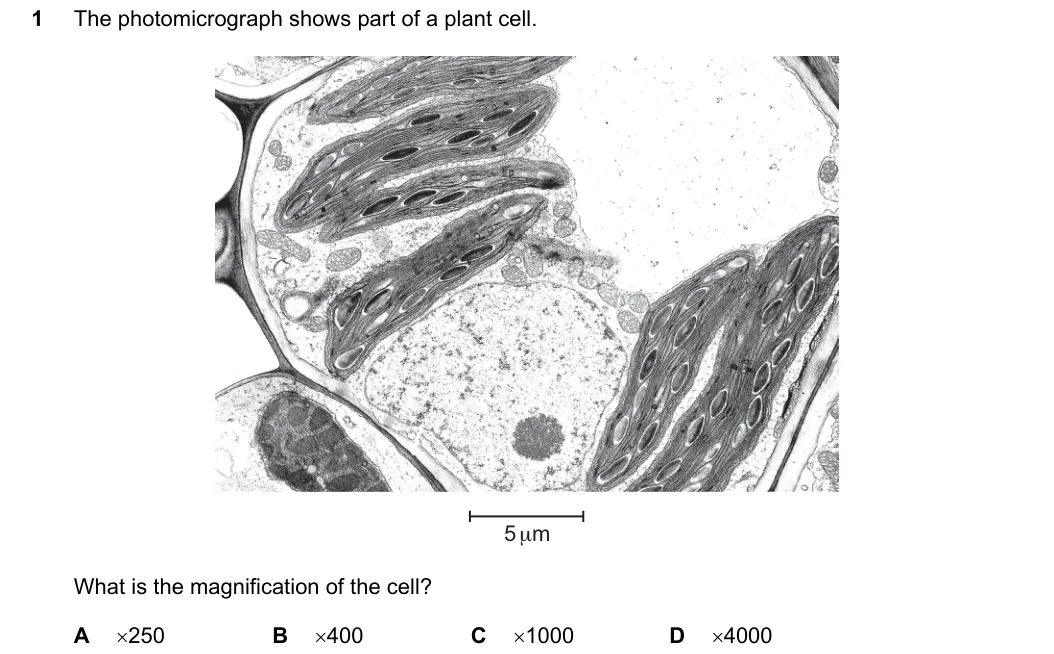 1 The photomicrograph shows part of a plant cell.
5 μm
What is the magnification of the cell?
A ×250 B ×400 C ×1000 D ×4000